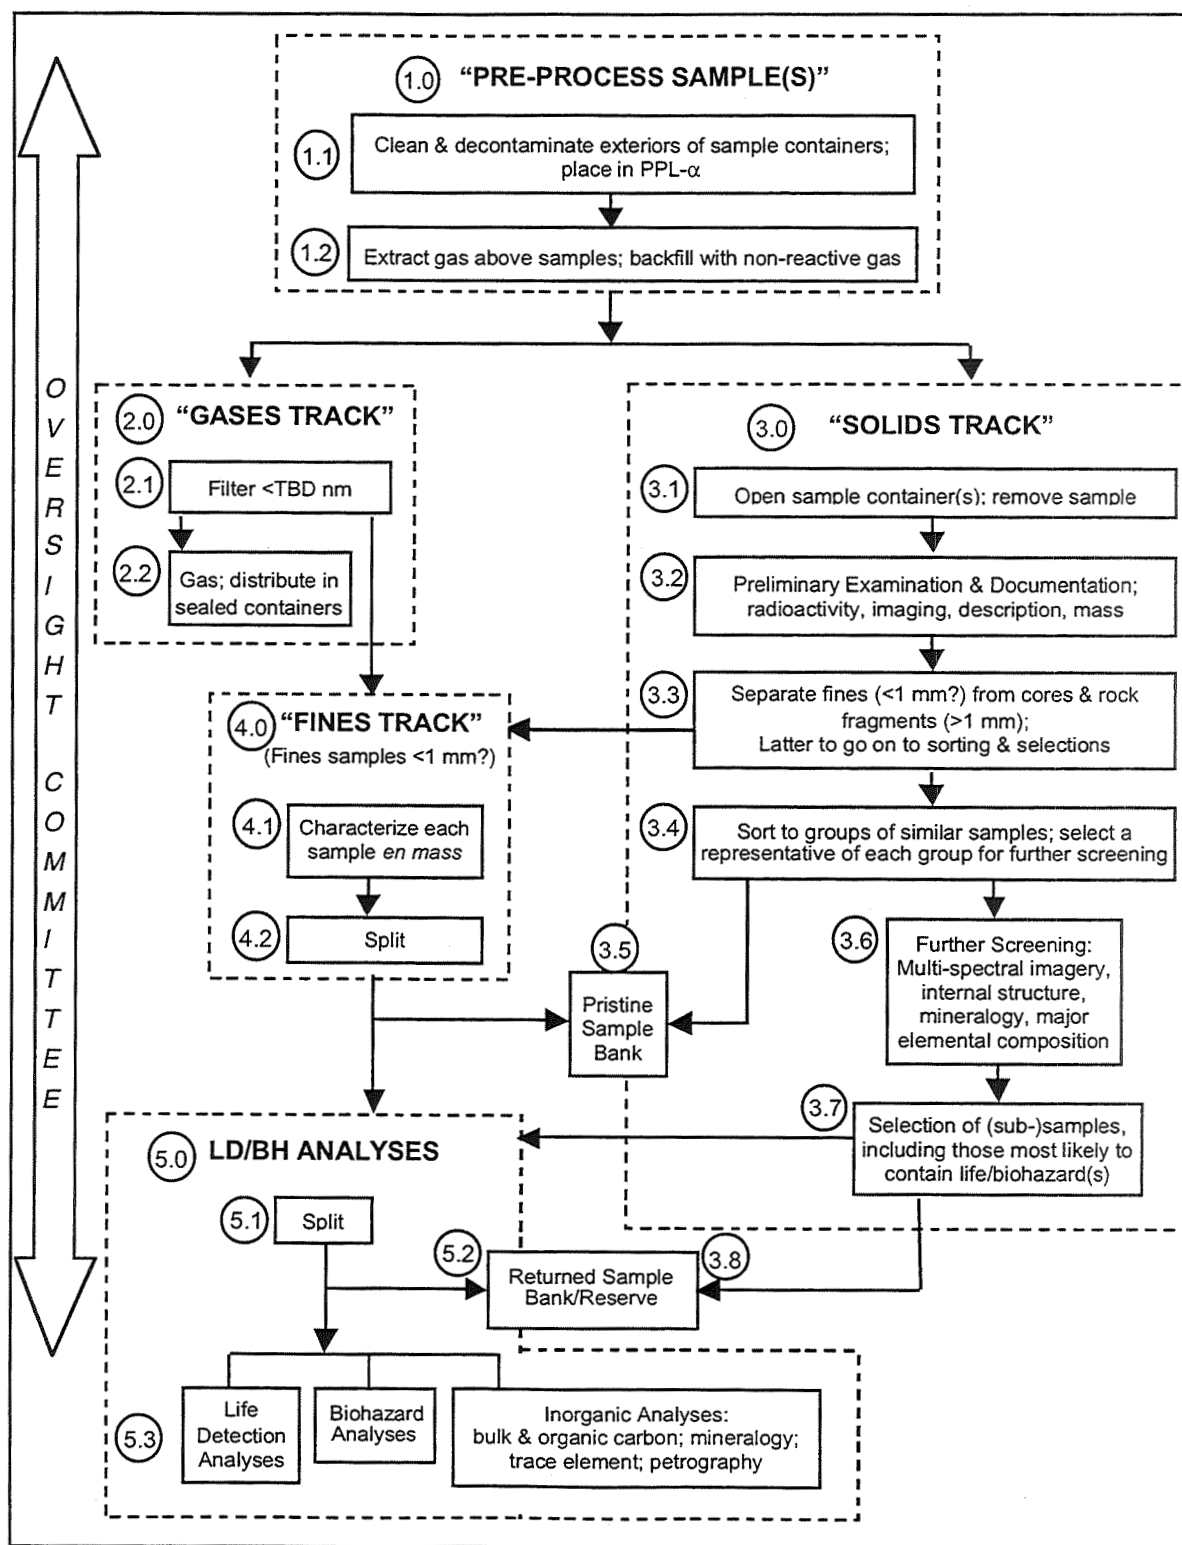 1.0 “PRE-PROCESS SAMPLE(S)”
1.1
Clean & decontaminate exteriors of sample containers;
place in PPL-α
1.2
Extract gas above samples; backfill with non-reactive gas
OVERSIGHT COMMITTEE
2.0 “GASES TRACK”
2.1
Filter <TBD nm
2.2
Gas; distribute in
sealed containers
3.0 “SOLIDS TRACK”
3.1
Open sample container(s); remove sample
3.2
Preliminary Examination & Documentation;
radioactivity, imaging, description, mass
3.3
Separate fines (<1 mm?) from cores & rock
fragments (>1 mm);
Latter to go on to sorting & selections
3.4
Sort to groups of similar samples; select a
representative of each group for further screening
4.0 “FINES TRACK”
(Fines samples <1 mm?)
4.1
Characterize each
sample en mass
4.2
Split
3.5
Pristine
Sample
Bank
3.6
Further Screening:
Multi-spectral imagery,
internal structure,
mineralogy, major
elemental composition
3.7
Selection of (sub-)samples,
including those most likely to
contain life/biohazard(s)
5.0 LD/BH ANALYSES
5.1
Split
5.2
3.8
Returned Sample
Bank/Reserve
5.3
Life
Detection
Analyses
Biohazard
Analyses
Inorganic Analyses:
bulk & organic carbon; mineralogy;
trace element; petrography